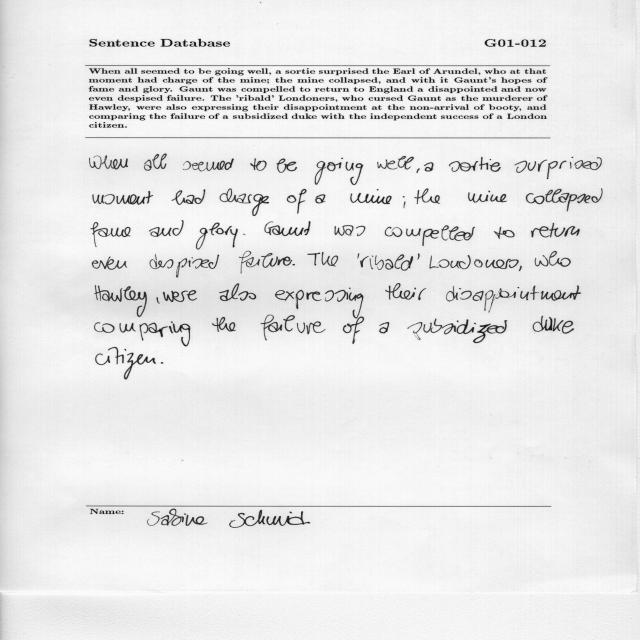 Sentence Database G01-012
When all seemed to be going well, a sortie surprised the Earl of Arundel, who at that
moment had charge of the mine; the mine collapsed, and with it Gaunt's hopes of
fame and glory. Gaunt was compelled to return to England a disappointed and now
even despised failure. The 'ribald' Londoners, who cursed Gaunt as the murderer of
Hawley, were also expressing their disappointment at the non-arrival of booty, and
comparing the failure of a subsidized duke with the independent success of a London
citizen.
When all seemed to be going well, a sortie surprised
moment had charge of a mine; the mine collapsed
fame and glory. Gaunt was compelled to return
even despised failure. The 'ribald' Londoners, who
Hawley, were also expressing their disappointment
comparing the failure of a subsidized duke
citizen.
Name: Sabine Schmid